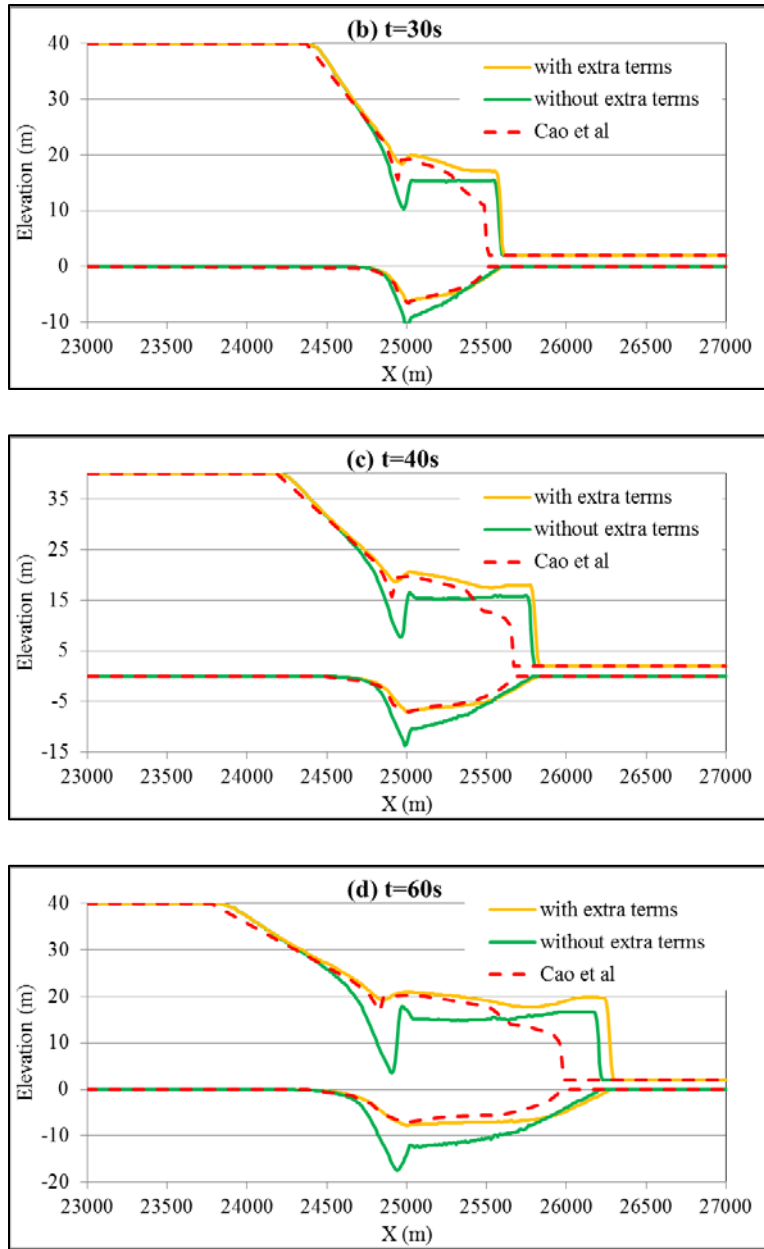 (b) t=30s
with extra terms
without extra terms
Cao et al
Elevation (m)
40
30
20
10
0
-10
23000 23500 24000 24500 25000 25500 26000 26500 27000
X (m)
(c) t=40s
with extra terms
without extra terms
Cao et al
Elevation (m)
35
25
15
5
-5
-15
23000 23500 24000 24500 25000 25500 26000 26500 27000
X (m)
(d) t=60s
with extra terms
without extra terms
Cao et al
Elevation (m)
40
30
20
10
0
-10
-20
23000 23500 24000 24500 25000 25500 26000 26500 27000
X (m)